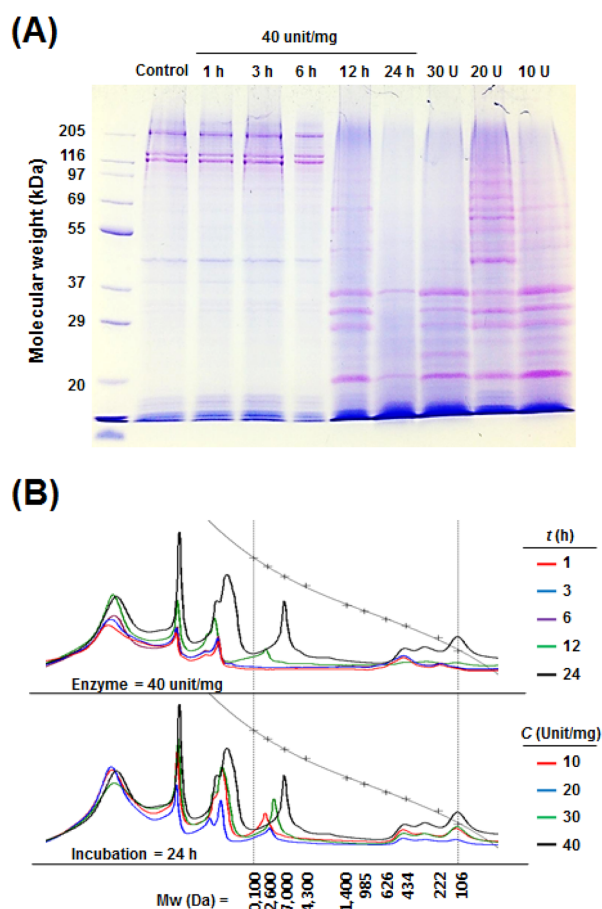 (A)
40 unit/mg
Control 1 h 3 h 6 h 12 h 24 h 30 U 20 U 10 U
Molecular weight (kDa)
205
116
97
69
55
37
29
20
(B)
t (h)
1
3
6
12
24
Enzyme = 40 unit/mg
C (Unit/mg)
10
20
30
40
Incubation = 24 h
Mw (Da) = 0,100 2,600 7,000 4,300 1,400 985 626 434 222 106